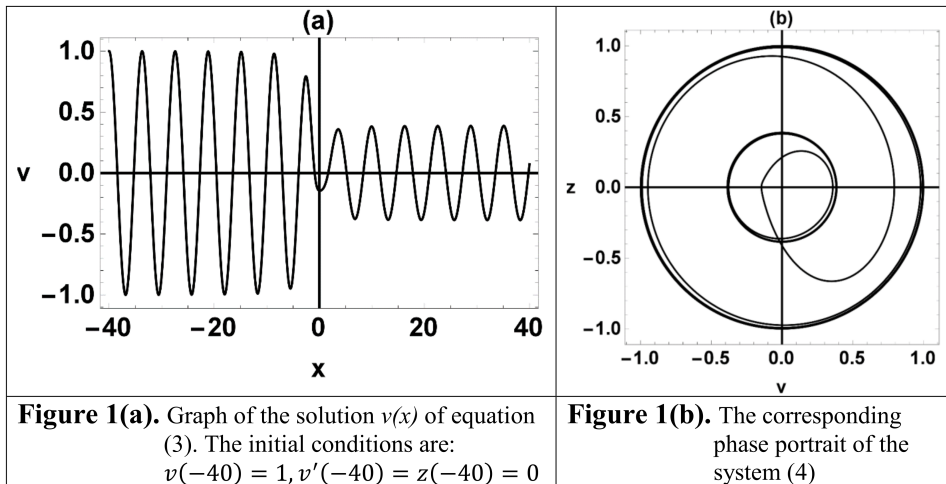 (a)
1.0
0.5
v
0.0
−0.5
−1.0
−40
−20
0
20
40
x
(b)
1.0
0.5
z
0.0
−0.5
−1.0
−1.0
−0.5
0.0
0.5
1.0
v
Figure 1(a). Graph of the solution v(x) of equation
(3). The initial conditions are:
v(−40) = 1, v′(−40) = z(−40) = 0
Figure 1(b). The corresponding
phase portrait of the
system (4)